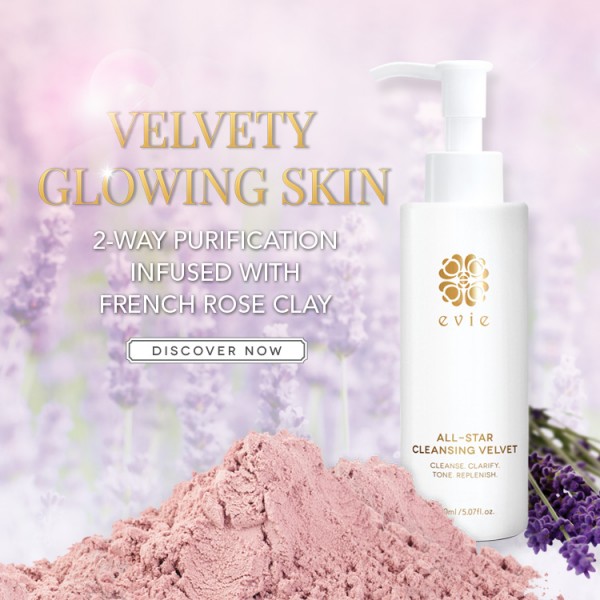 VELVETY
GLOWING SKIN
2-WAY PURIFICATION
INFUSED WITH
FRENCH ROSE CLAY
DISCOVER NOW
evie
ALL-STAR
CLEANSING VELVET
CLEANSE. CLARIFY.
TONE. REPLENISH.
/5.07fl.oz.